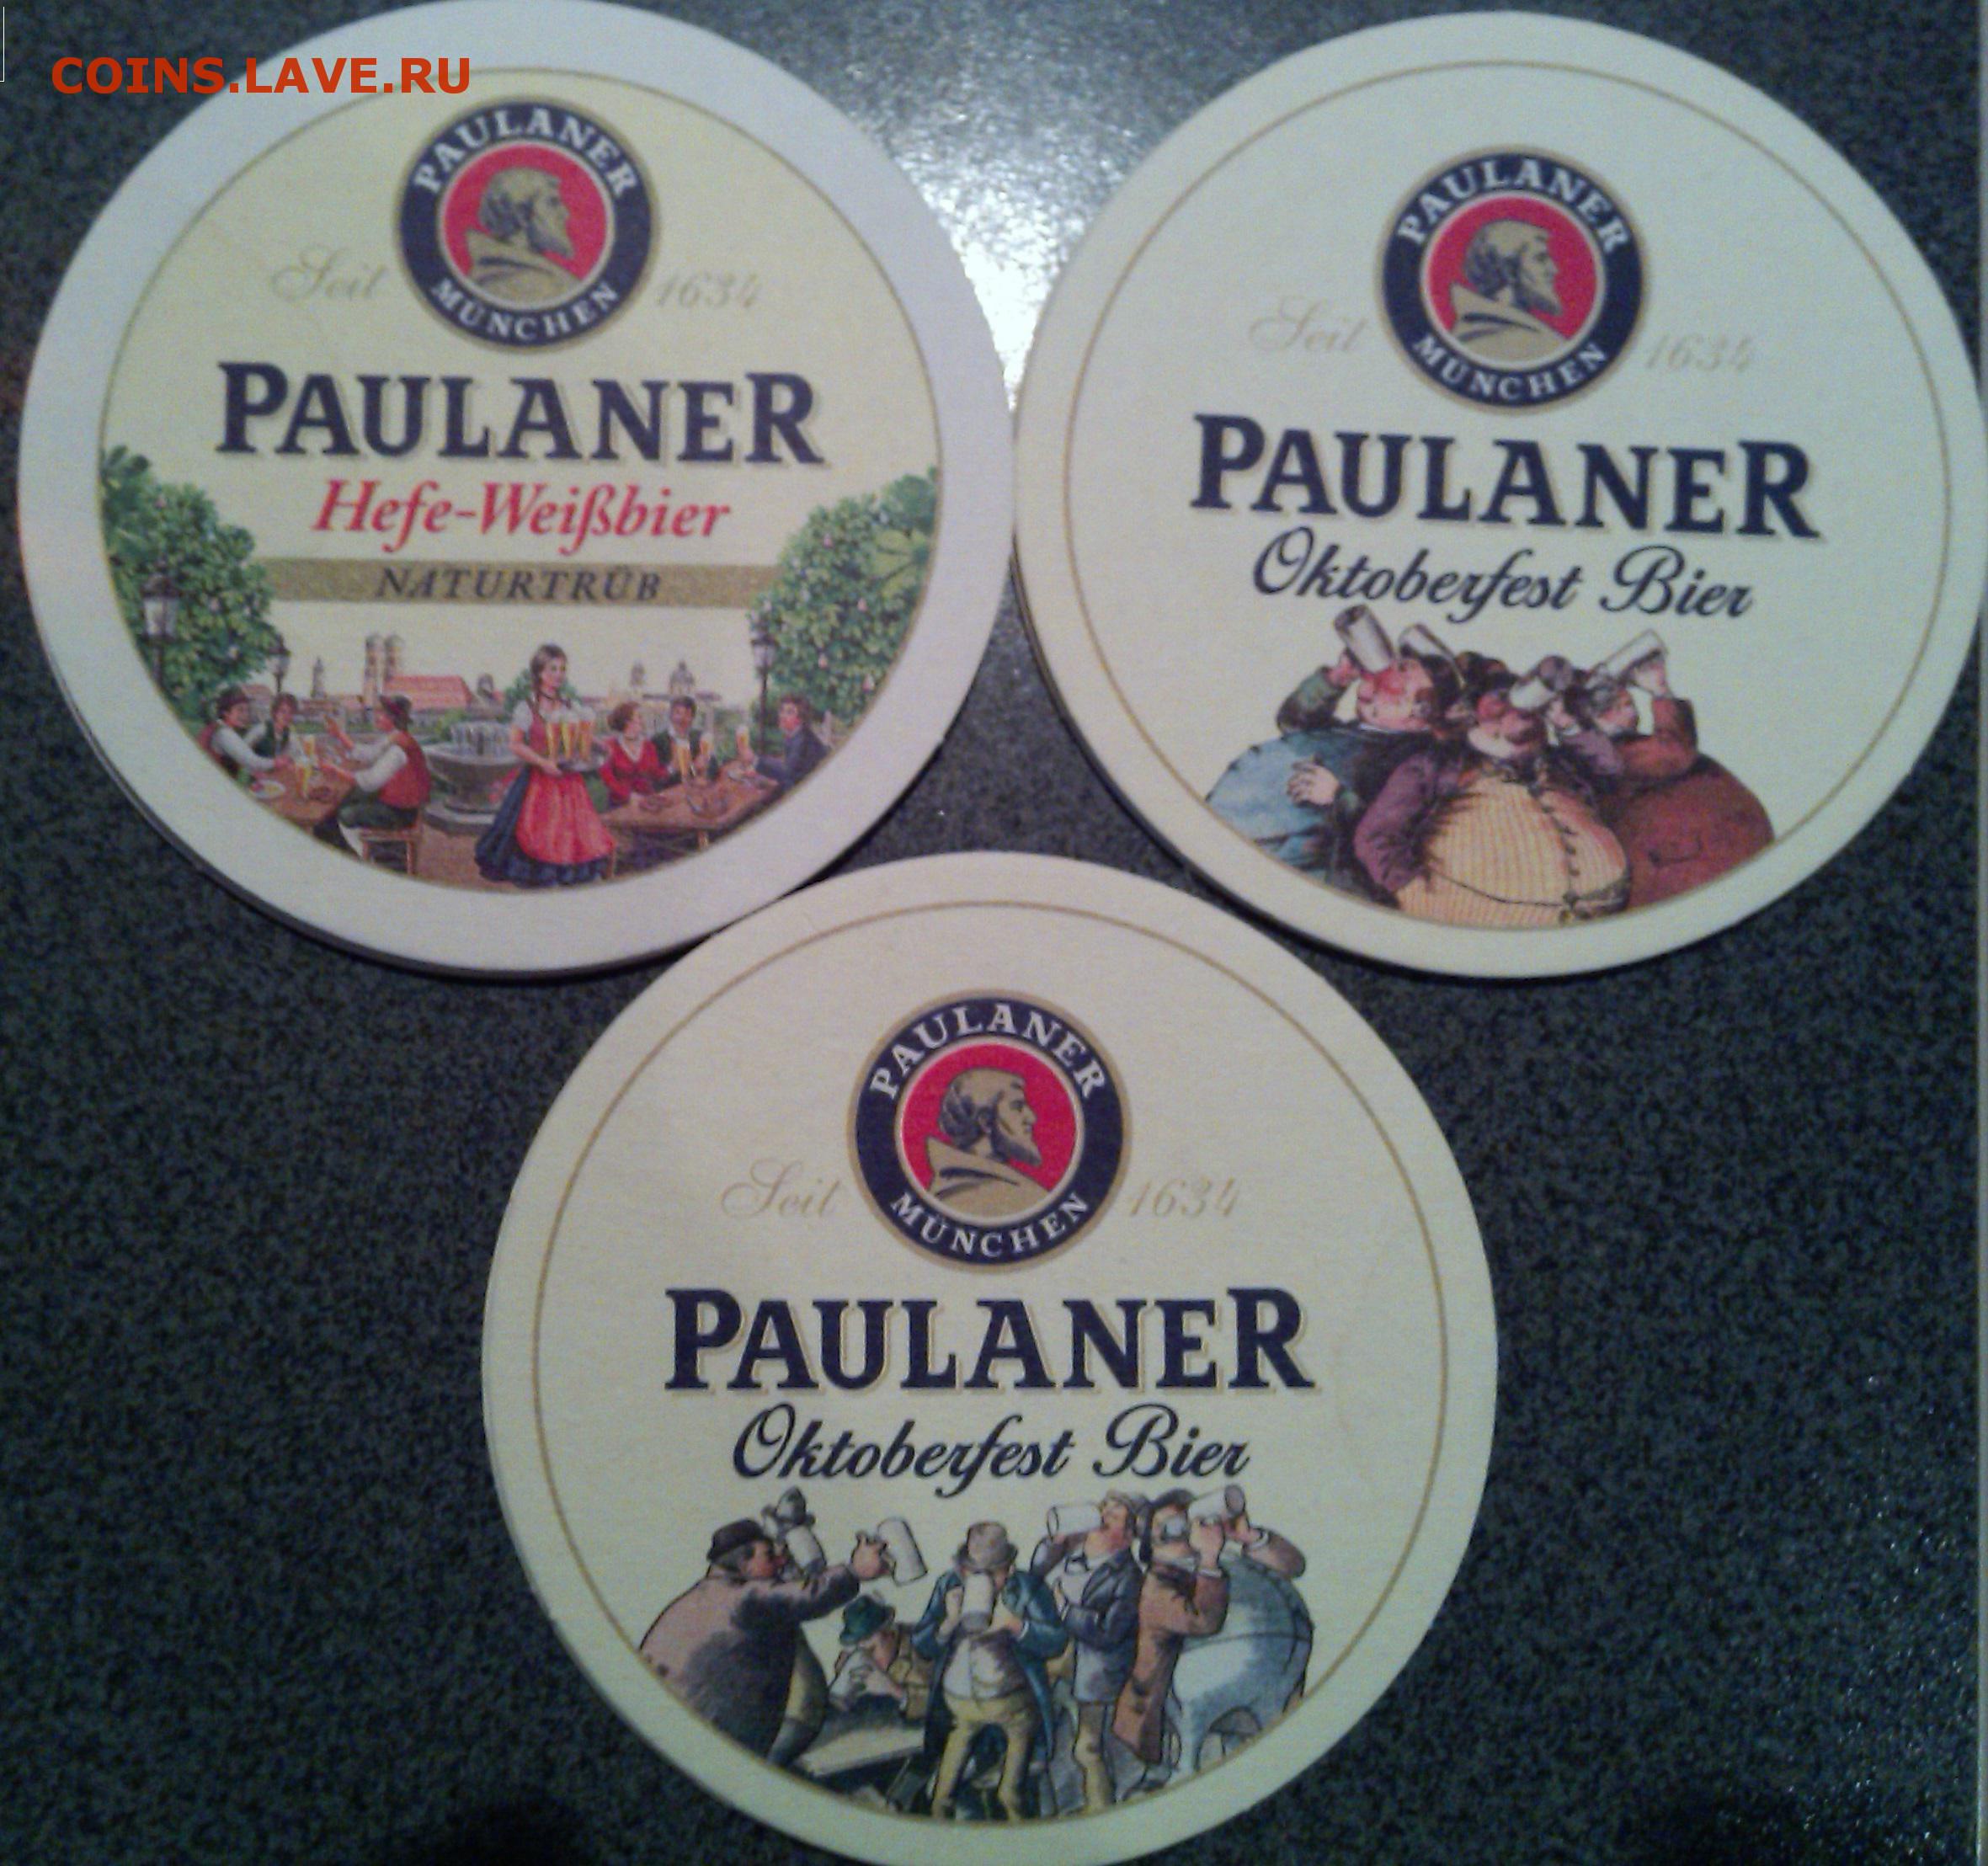 COINS.LAVE.RU
PAULANER
MÜNCHEN
Seit 1634
PAULANER
Hefe-Weißbier
NATURTRÜB
PAULANER
MÜNCHEN
Seit 1634
PAULANER
Oktoberfest Bier
PAULANER
MÜNCHEN
Seit 1634
PAULANER
Oktoberfest Bier